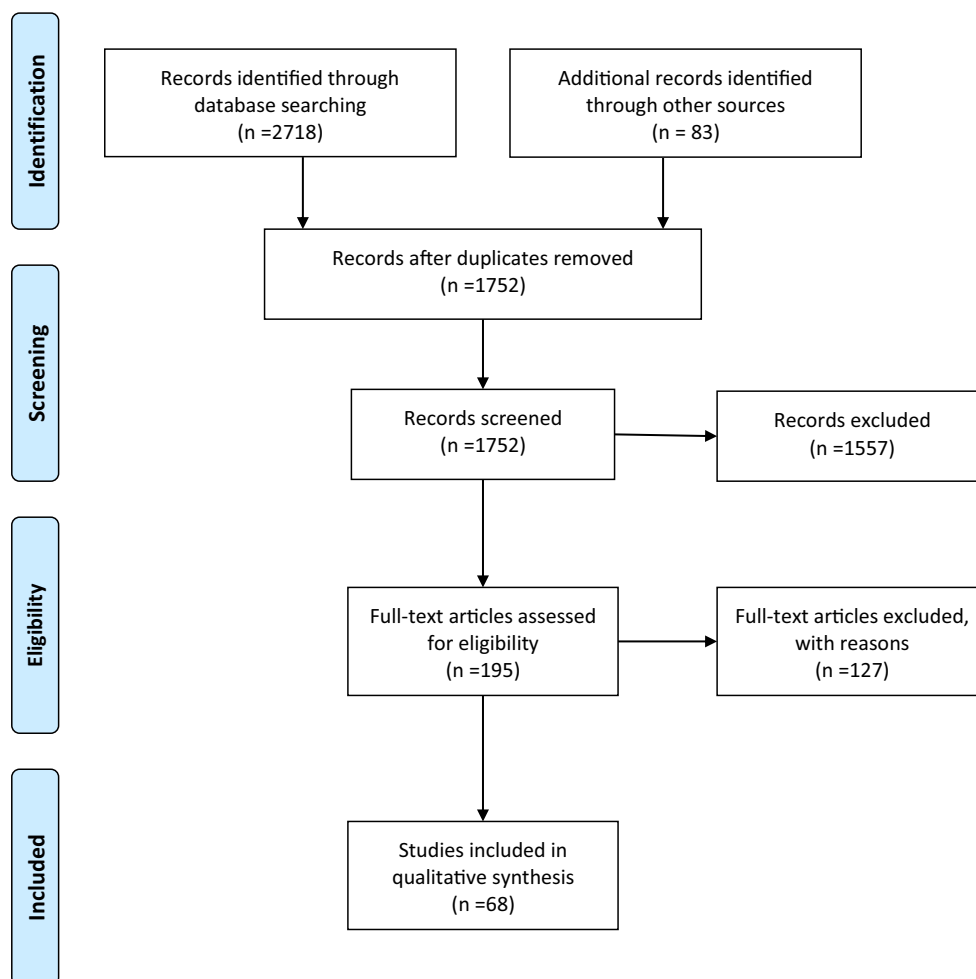 Identification
Records identified through
database searching
(n =2718)
Additional records identified
through other sources
(n = 83)
Records after duplicates removed
(n =1752)
Screening
Records screened
(n =1752)
Records excluded
(n =1557)
Eligibility
Full-text articles assessed
for eligibility
(n =195)
Full-text articles excluded,
with reasons
(n =127)
Included
Studies included in
qualitative synthesis
(n =68)